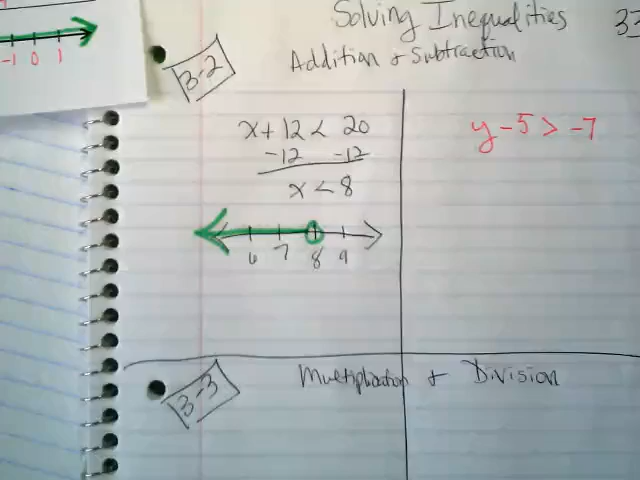 Solving Inequalities 33
3-2 Addition & Subtraction
-1 0 1
x + 12 < 20
-12 -12
x < 8
6 7 8 9
y - 5 > -7
3-3 Multiplication & Division